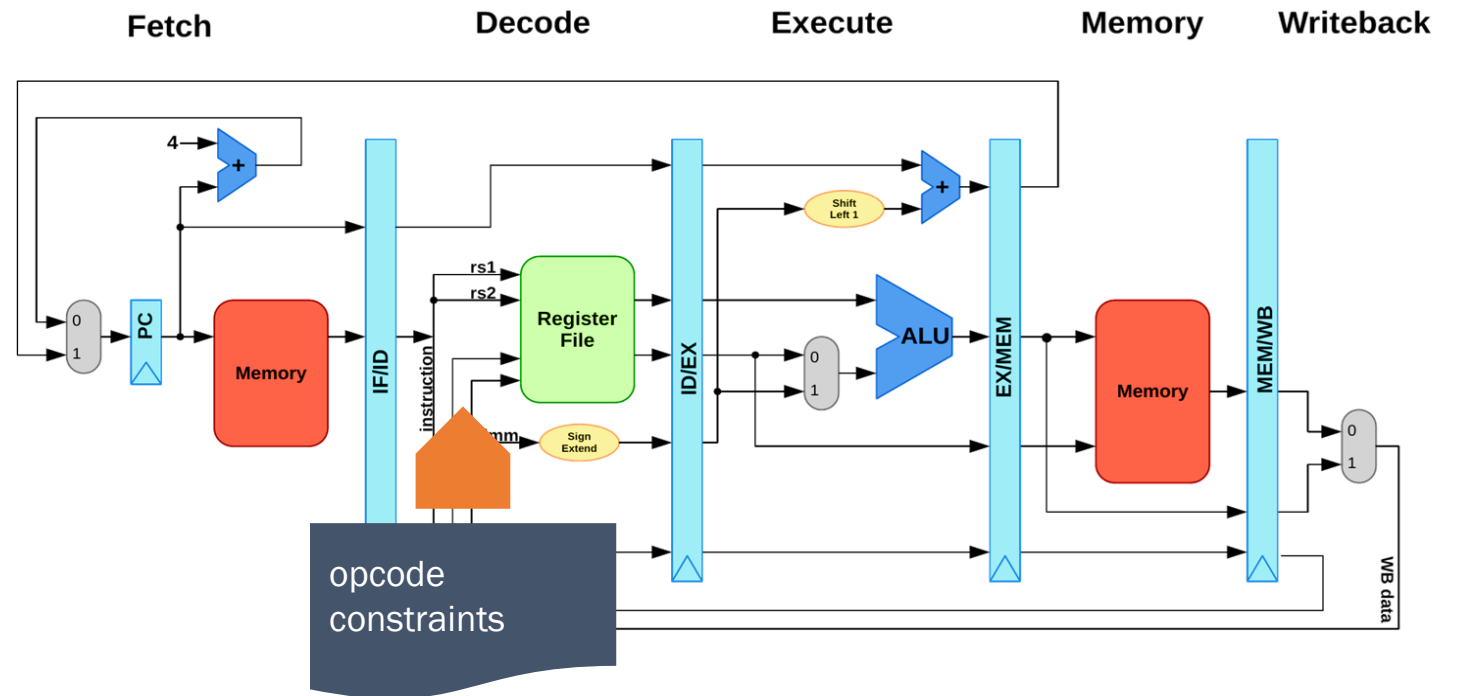 Fetch
Decode
Execute
Memory
Writeback
4
+
+
Shift
Left 1
rs1
rs2
Register
File
0
1
PC
Memory
IF/ID
instruction
ID/EX
0
1
ALU
EX/MEM
Memory
MEM/WB
0
1
mm
Sign
Extend
opcode
constraints
WB data